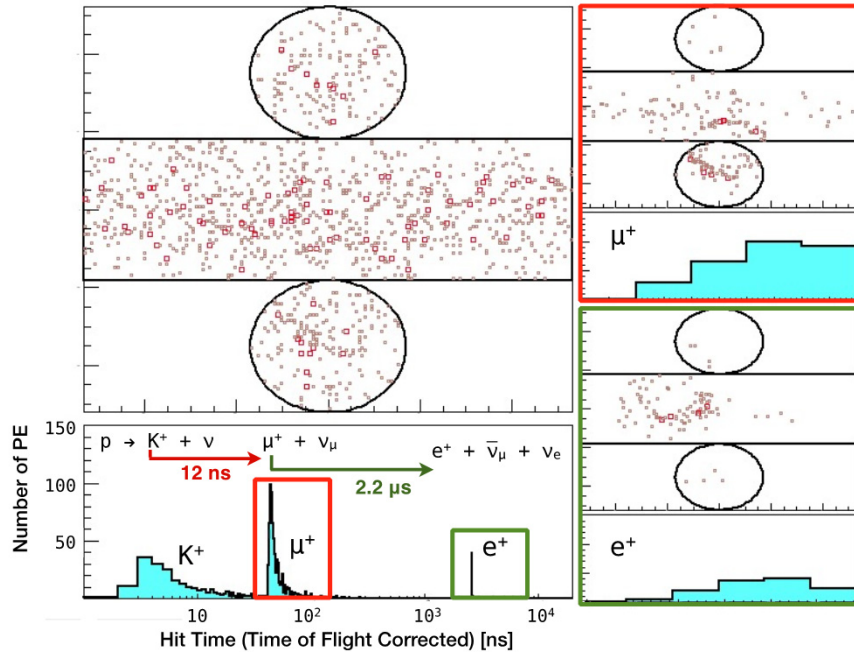 μ⁺
e⁺
Number of PE
150
100
50
p → K⁺ + ν
μ⁺ + ν_μ
e⁺ + ν̅_μ + ν_e
12 ns
2.2 μs
K⁺
μ⁺
e⁺
10
10²
10³
10⁴
Hit Time (Time of Flight Corrected) [ns]